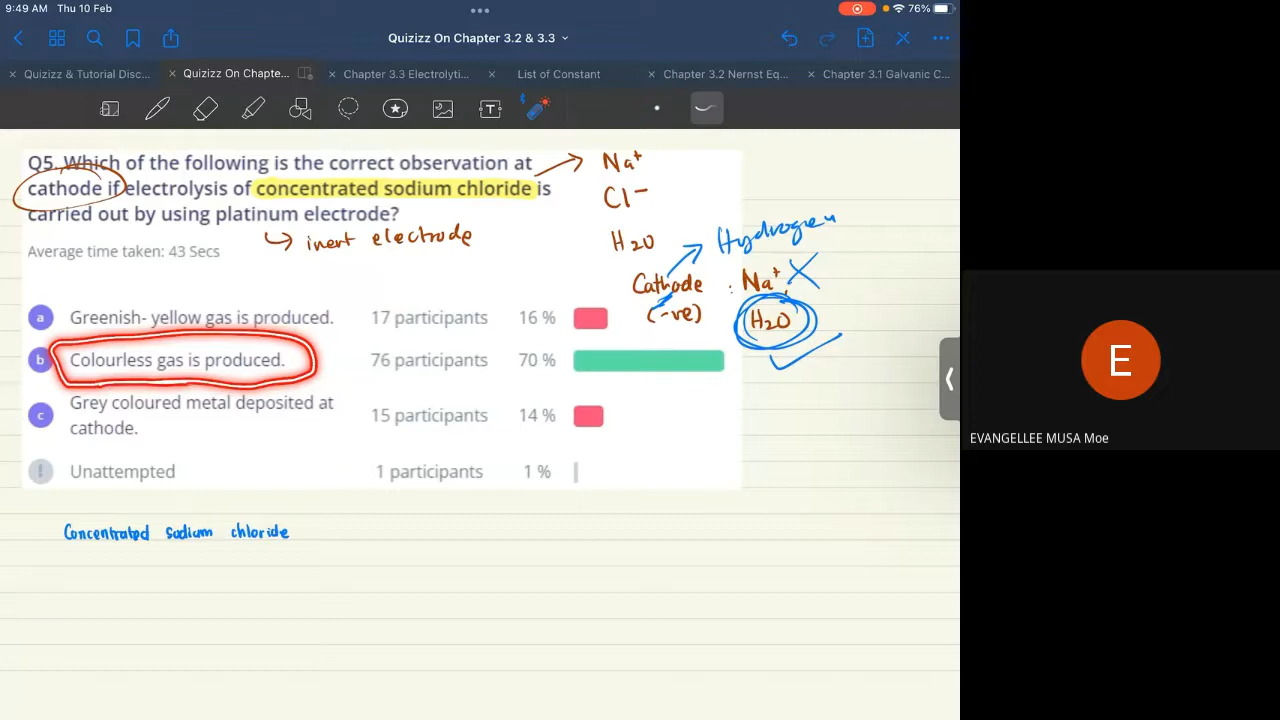 9:49 AM Thu 10 Feb
76%
Quizizz On Chapter 3.2 & 3.3
Quizizz & Tutorial Disc...
Quizizz On Chapte...
Chapter 3.3 Electrolyti...
List of Constant
Chapter 3.2 Nernst Eq...
Chapter 3.1 Galvanic C...
Q5. Which of the following is the correct observation at
cathode if electrolysis of concentrated sodium chloride is
carried out by using platinum electrode?
inert electrode
Average time taken: 43 Secs
Na+
Cl−
H2O
Hydrogen
Cathode : Na+,
(-ve) H2O
a Greenish- yellow gas is produced. 17 participants 16 %
b Colourless gas is produced. 76 participants 70 %
c Grey coloured metal deposited at
cathode. 15 participants 14 %
! Unattempted 1 participants 1 %
Concentrated sodium chloride
E
EVANGELLEE MUSA Moe